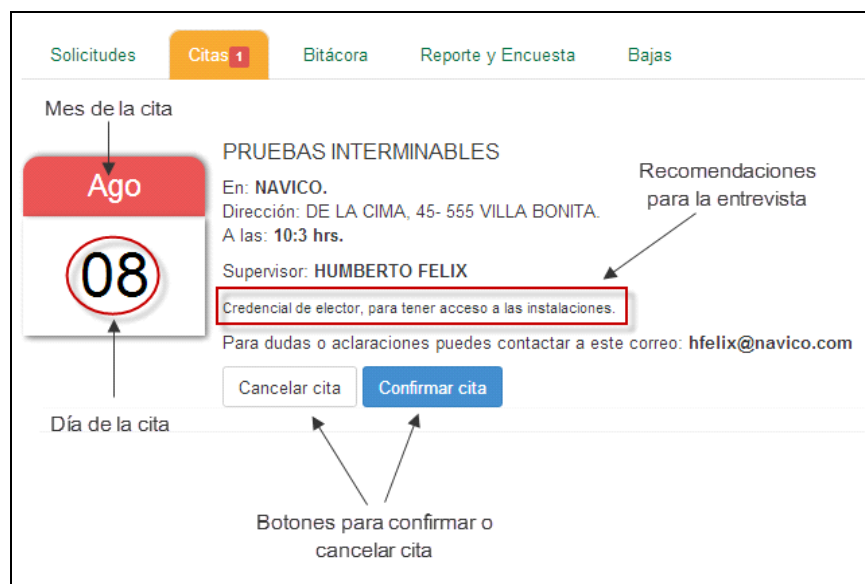 Solicitudes
Citas 1
Bitácora
Reporte y Encuesta
Bajas
Mes de la cita
Ago
08
Día de la cita
PRUEBAS INTERMINABLES
En: NAVICO.
Dirección: DE LA CIMA, 45- 555 VILLA BONITA.
A las: 10:3 hrs.
Supervisor: HUMBERTO FELIX
Recomendaciones
para la entrevista
Credencial de elector, para tener acceso a las instalaciones.
Para dudas o aclaraciones puedes contactar a este correo: hfelix@navico.com
Cancelar cita
Confirmar cita
Botones para confirmar o
cancelar cita